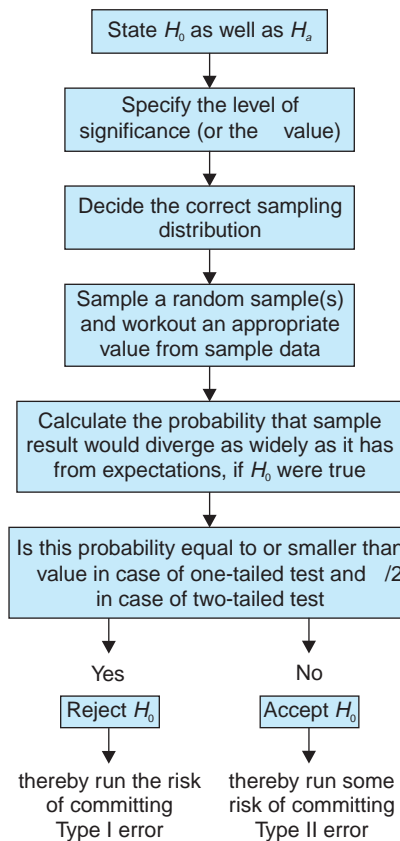 State H₀ as well as Hₐ
Specify the level of
significance (or the value)
Decide the correct sampling
distribution
Sample a random sample(s)
and workout an appropriate
value from sample data
Calculate the probability that sample
result would diverge as widely as it has
from expectations, if H₀ were true
Is this probability equal to or smaller than
value in case of one-tailed test and /2
in case of two-tailed test
Yes
No
Reject H₀
Accept H₀
thereby run the risk
of committing
Type I error
thereby run some
risk of committing
Type II error